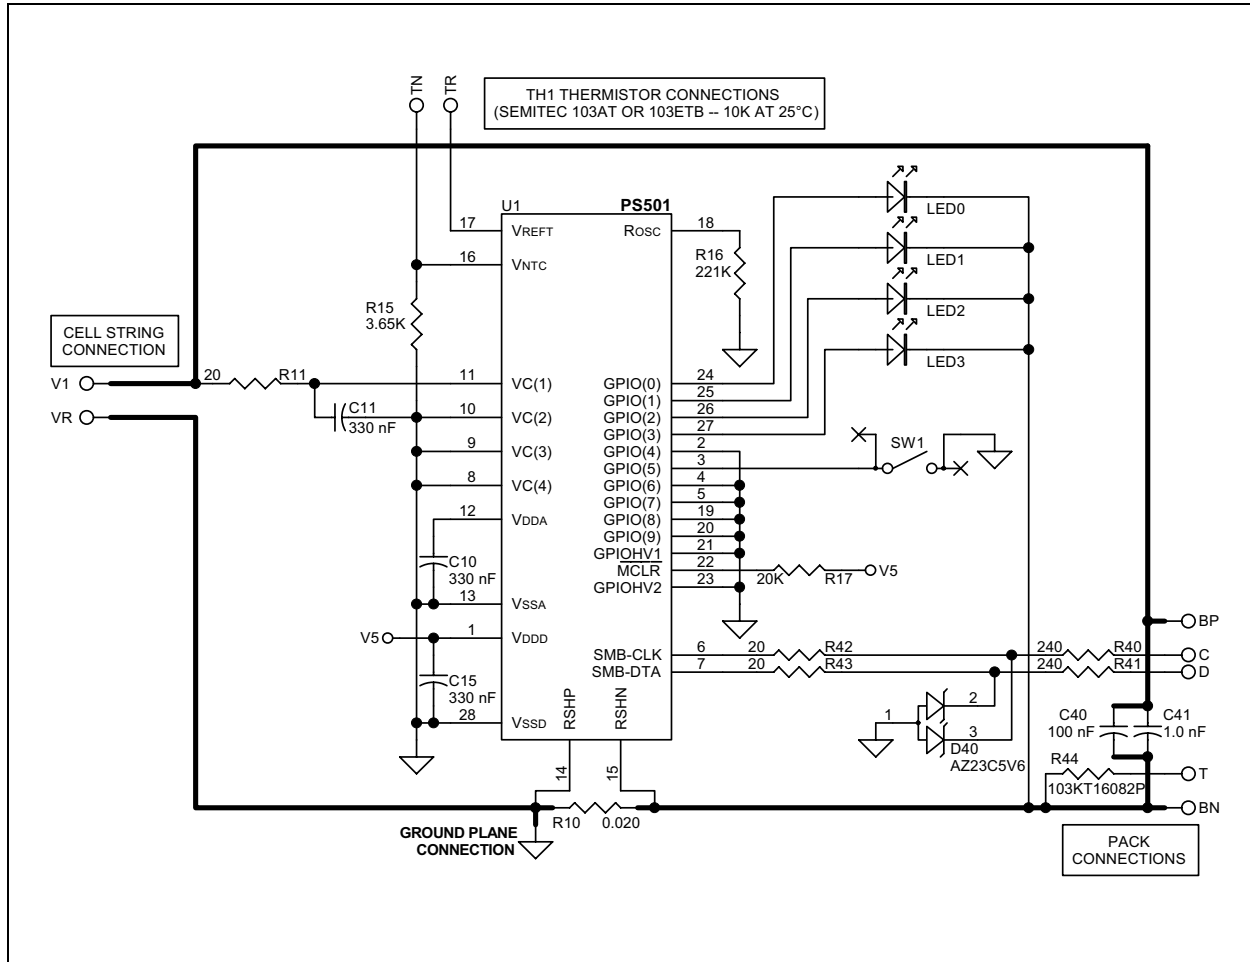 TN
TR
TH1 THERMISTOR CONNECTIONS
(SEMITEC 103AT OR 103ETB -- 10K AT 25°C)
U1
PS501
17
VREFT
ROSC
18
16
VNTC
R16
221K
LED0
LED1
LED2
LED3
R15
3.65K
CELL STRING
CONNECTION
V1
20
R11
11
VC(1)
GPIO(0)
24
VR
C11
330 nF
10
VC(2)
GPIO(1)
25
GPIO(2)
26
GPIO(3)
27
9
VC(3)
GPIO(4)
2
SW1
GPIO(5)
3
8
VC(4)
GPIO(6)
4
GPIO(7)
5
12
VDDA
GPIO(8)
19
GPIO(9)
20
GPIOHV1
21
C10
330 nF
MCLR
22
20K
R17
V5
GPIOHV2
23
13
VSSA
V5
1
VDDD
SMB-CLK
6
20
R42
240
R40
SMB-DTA
7
20
R43
240
R41
BP
C
D
C15
330 nF
28
VSSD
RSHP
RSHN
14
15
1
2
3
D40
AZ23C5V6
C40
100 nF
C41
1.0 nF
R44
103KT16082P
T
BN
R10
0.020
GROUND PLANE
CONNECTION
PACK
CONNECTIONS